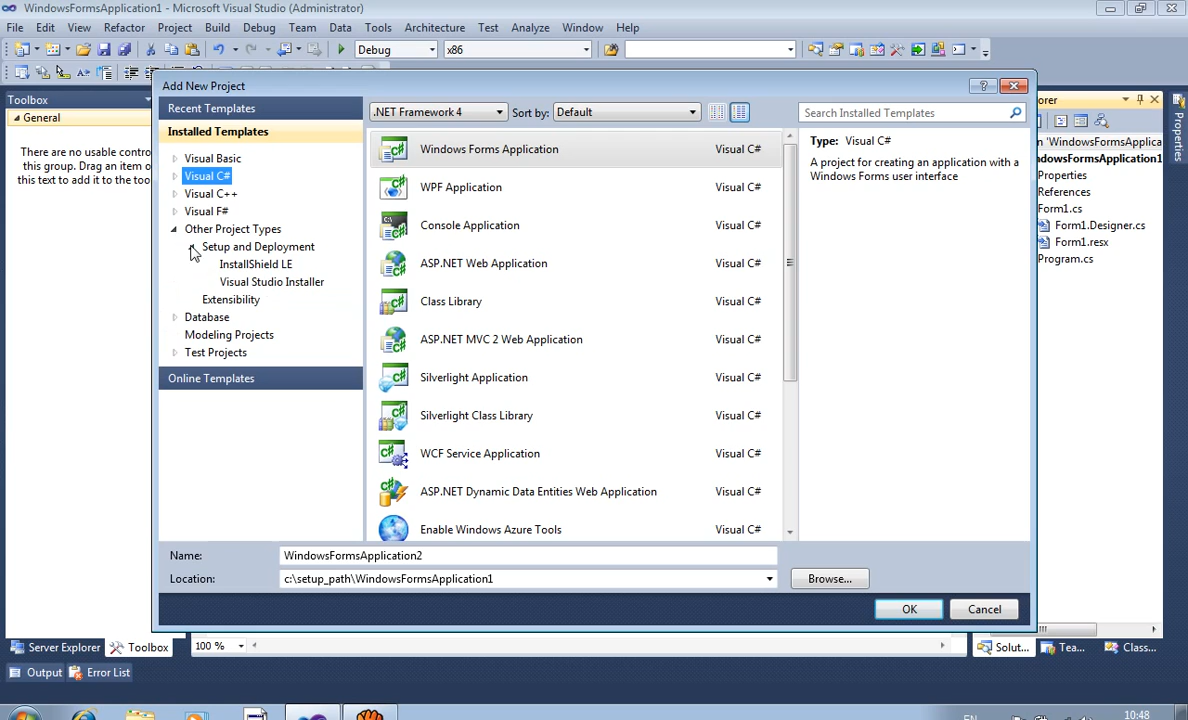 WindowsFormsApplication1 - Microsoft Visual Studio (Administrator)
File Edit View Refactor Project Build Debug Team Data Tools Architecture Test Analyze Window Help
Debug x86
Add New Project
Toolbox
General
There are no usable contro
this group. Drag an item o
this text to add it to the too
Recent Templates
Installed Templates
Visual Basic
Visual C#
Visual C++
Visual F#
Other Project Types
Setup and Deployment
InstallShield LE
Visual Studio Installer
Extensibility
Database
Modeling Projects
Test Projects
Online Templates
.NET Framework 4 Sort by: Default
Windows Forms Application Visual C#
WPF Application Visual C#
Console Application Visual C#
ASP.NET Web Application Visual C#
Class Library Visual C#
ASP.NET MVC 2 Web Application Visual C#
Silverlight Application Visual C#
Silverlight Class Library Visual C#
WCF Service Application Visual C#
ASP.NET Dynamic Data Entities Web Application Visual C#
Enable Windows Azure Tools Visual C#
Search Installed Templates
Type: Visual C#
A project for creating an application with a
Windows Forms user interface
Name: WindowsFormsApplication2
Location: c:\setup_path\WindowsFormsApplication1
Browse...
OK Cancel
orer
n 'WindowsFormsApplica
ndowsFormsApplication1
Properties
References
Form1.cs
Form1.Designer.cs
Form1.resx
Program.cs
Properties
Server Explorer Toolbox
100 %
Solut... Tea... Class...
Output Error List
EN
10:48